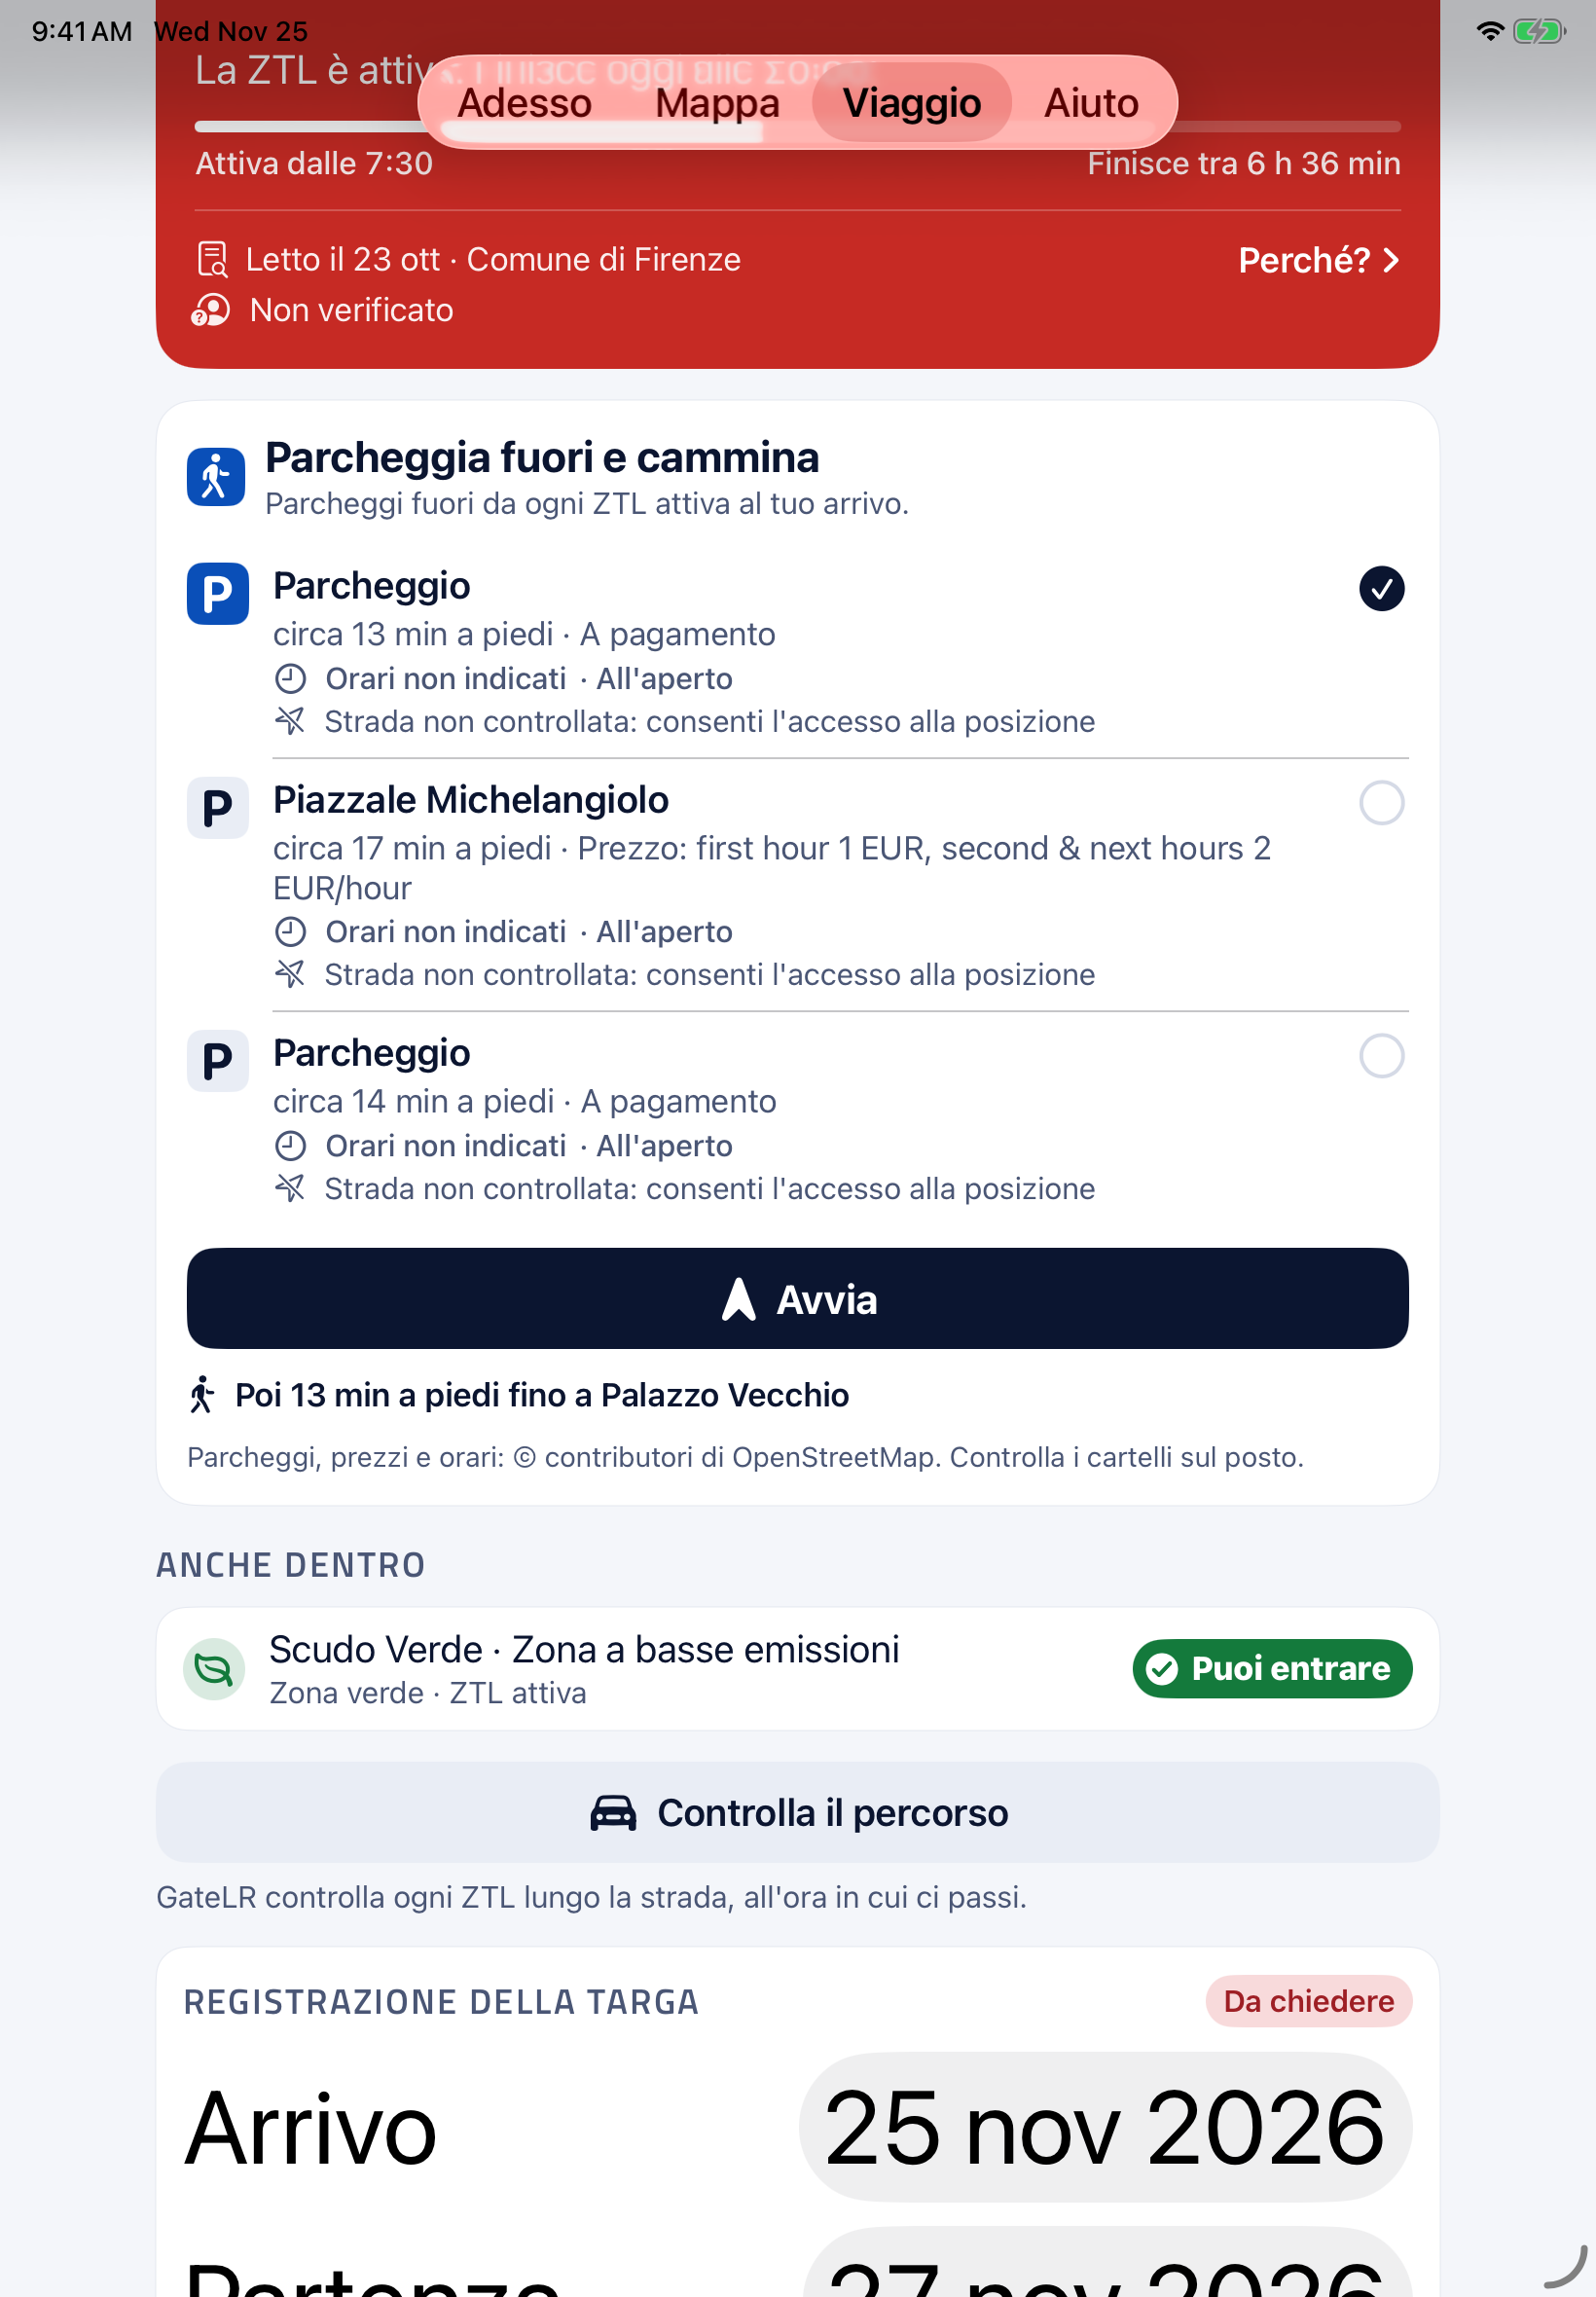 9:41 AM Wed Nov 25
La ZTL è attiva. Finisce oggi alle
Adesso Mappa Viaggio Aiuto
Attiva dalle 7:30 Finisce tra 6 h 36 min
Letto il 23 ott · Comune di Firenze Perché?
Non verificato
Parcheggia fuori e cammina
Parcheggi fuori da ogni ZTL attiva al tuo arrivo.
P Parcheggio
circa 13 min a piedi · A pagamento
Orari non indicati · All'aperto
Strada non controllata: consenti l'accesso alla posizione
P Piazzale Michelangiolo
circa 17 min a piedi · Prezzo: first hour 1 EUR, second & next hours 2
EUR/hour
Orari non indicati · All'aperto
Strada non controllata: consenti l'accesso alla posizione
P Parcheggio
circa 14 min a piedi · A pagamento
Orari non indicati · All'aperto
Strada non controllata: consenti l'accesso alla posizione
Avvia
Poi 13 min a piedi fino a Palazzo Vecchio
Parcheggi, prezzi e orari: © contributori di OpenStreetMap. Controlla i cartelli sul posto.
ANCHE DENTRO
Scudo Verde · Zona a basse emissioni
Zona verde · ZTL attiva
Puoi entrare
Controlla il percorso
GateLR controlla ogni ZTL lungo la strada, all'ora in cui ci passi.
REGISTRAZIONE DELLA TARGA Da chiedere
Arrivo 25 nov 2026
Partenza 27 nov 2026